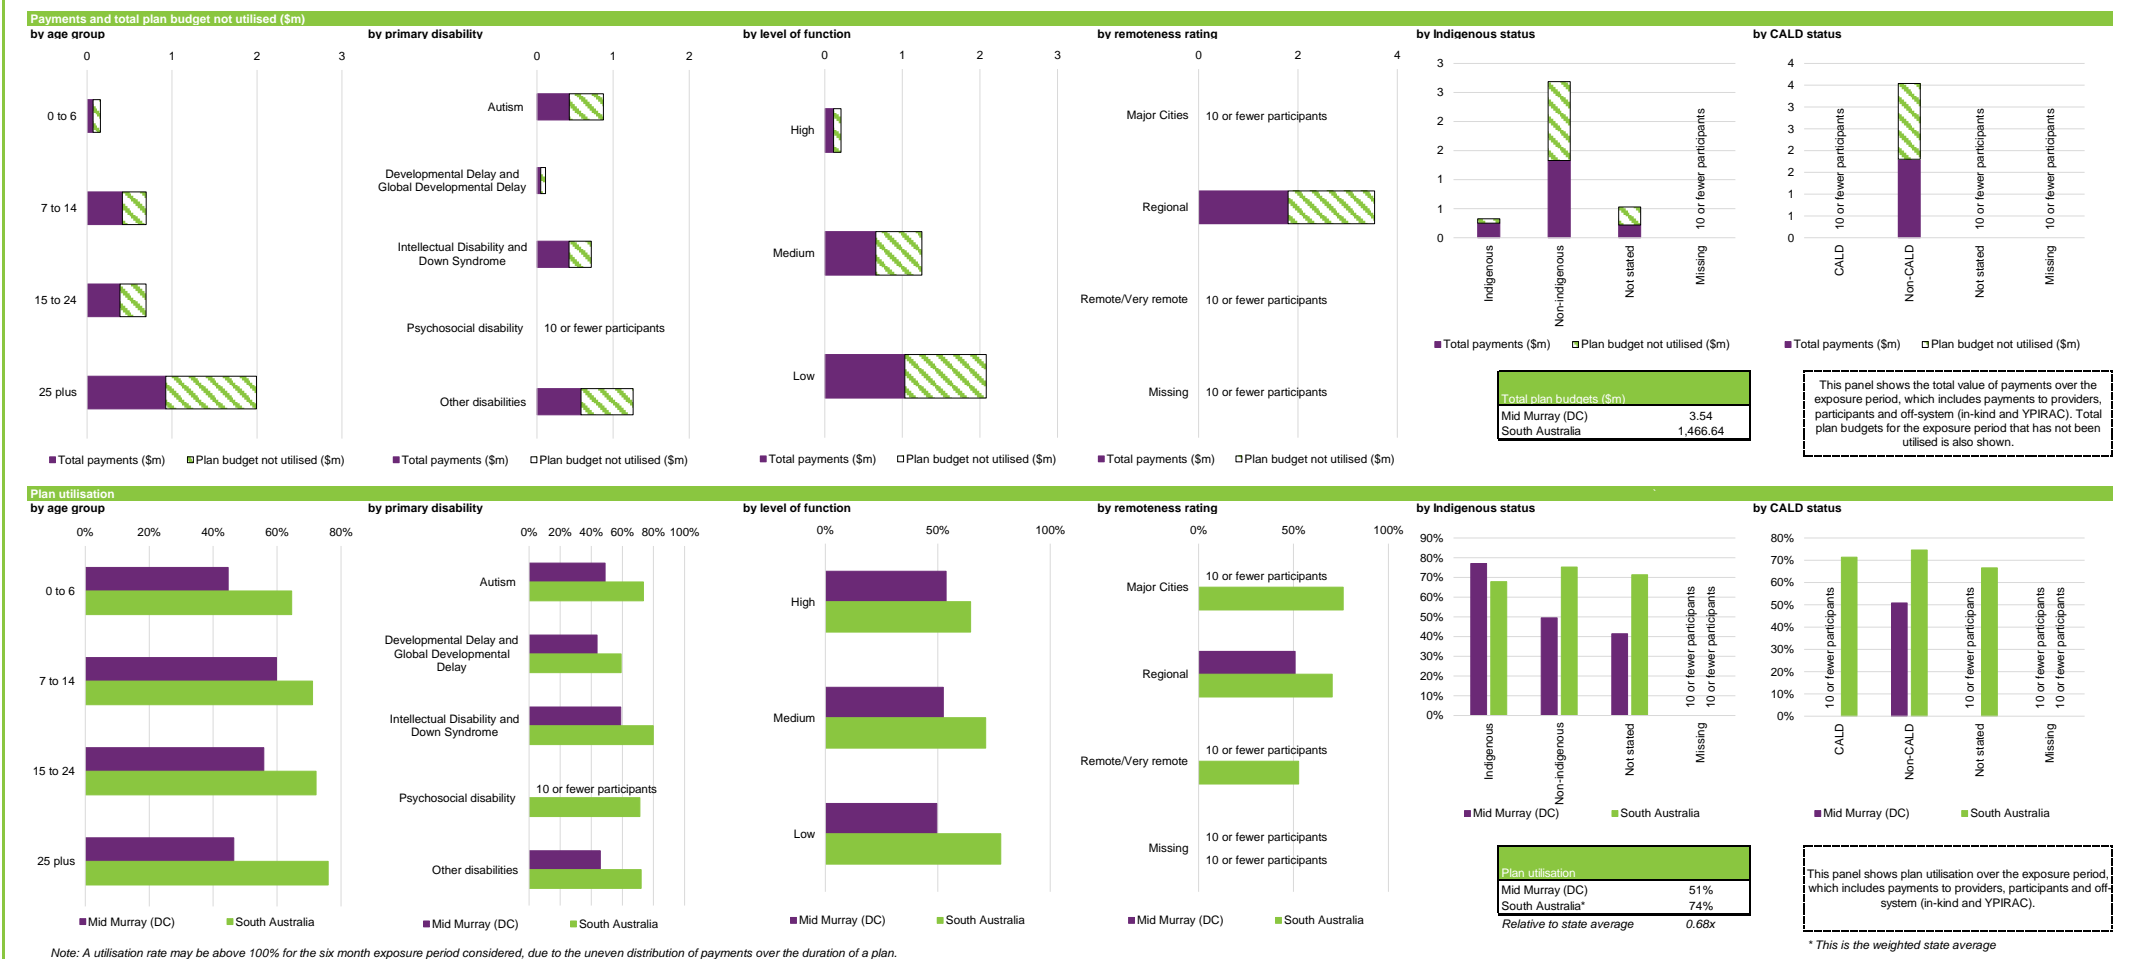 Payments and total plan budget not utilised ($m)
by age group
0 1 2 3
0 to 6
7 to 14
15 to 24
25 plus
Total payments ($m) Plan budget not utilised ($m)
by primary disability
0 1 2
Autism
Developmental Delay and
Global Developmental Delay
Intellectual Disability and
Down Syndrome
Psychosocial disability 10 or fewer participants
Other disabilities
Total payments ($m) Plan budget not utilised ($m)
by level of function
0 1 2 3
High
Medium
Low
Total payments ($m) Plan budget not utilised ($m)
by remoteness rating
0 2 4
Major Cities 10 or fewer participants
Regional
Remote/Very remote 10 or fewer participants
Missing 10 or fewer participants
Total payments ($m) Plan budget not utilised ($m)
by Indigenous status
3
3
2
2
1
1
0
10 or fewer participants
Indigenous
Non-indigenous
Not stated
Missing
Total payments ($m) Plan budget not utilised ($m)
Total plan budgets ($m)
Mid Murray (DC) 3.54
South Australia 1,466.64
by CALD status
4
4
3
3
2
2
1
1
0
10 or fewer participants
10 or fewer participants
10 or fewer participants
CALD
Non-CALD
Not stated
Missing
Total payments ($m) Plan budget not utilised ($m)
This panel shows the total value of payments over the
exposure period, which includes payments to providers,
participants and off-system (in-kind and YPIRAC). Total
plan budgets for the exposure period that has not been
utilised is also shown.
Plan utilisation
by age group
0% 20% 40% 60% 80%
0 to 6
7 to 14
15 to 24
25 plus
Mid Murray (DC) South Australia
by primary disability
0% 20% 40% 60% 80% 100%
Autism
Developmental Delay and
Global Developmental
Delay
Intellectual Disability and
Down Syndrome
Psychosocial disability 10 or fewer participants
Other disabilities
Mid Murray (DC) South Australia
by level of function
0% 50% 100%
High
Medium
Low
Mid Murray (DC) South Australia
by remoteness rating
0% 50% 100%
Major Cities 10 or fewer participants
Regional
Remote/Very remote 10 or fewer participants
Missing 10 or fewer participants
10 or fewer participants
Mid Murray (DC) South Australia
by Indigenous status
90%
80%
70%
60%
50%
40%
30%
20%
10%
0%
10 or fewer participants
10 or fewer participants
Indigenous
Non-indigenous
Not stated
Missing
Mid Murray (DC) South Australia
Plan utilisation
Mid Murray (DC) 51%
South Australia* 74%
Relative to state average 0.68x
by CALD status
80%
70%
60%
50%
40%
30%
20%
10%
0%
10 or fewer participants
10 or fewer participants
10 or fewer participants
10 or fewer participants
CALD
Non-CALD
Not stated
Missing
Mid Murray (DC) South Australia
This panel shows plan utilisation over the exposure period,
which includes payments to providers, participants and off-
system (in-kind and YPIRAC).
* This is the weighted state average
Note: A utilisation rate may be above 100% for the six month exposure period considered, due to the uneven distribution of payments over the duration of a plan.